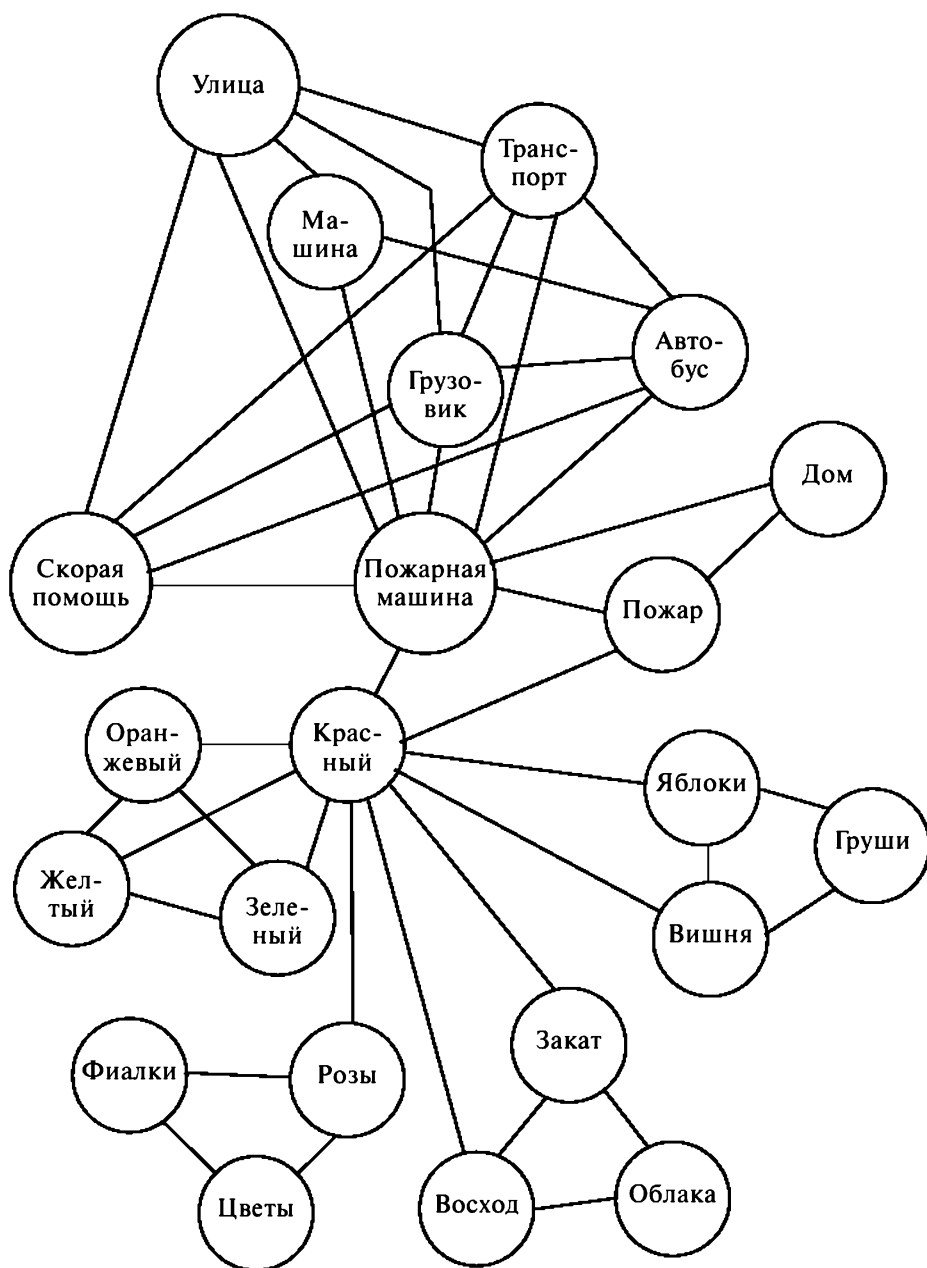 Улица
Транс-
порт
Ма-
шина
Авто-
бус
Грузо-
вик
Дом
Скорая
помощь
Пожарная
машина
Пожар
Оран-
жевый
Крас-
ный
Яблоки
Груши
Жел-
тый
Зеле-
ный
Вишня
Закат
Фиалки
Розы
Цветы
Восход
Облака